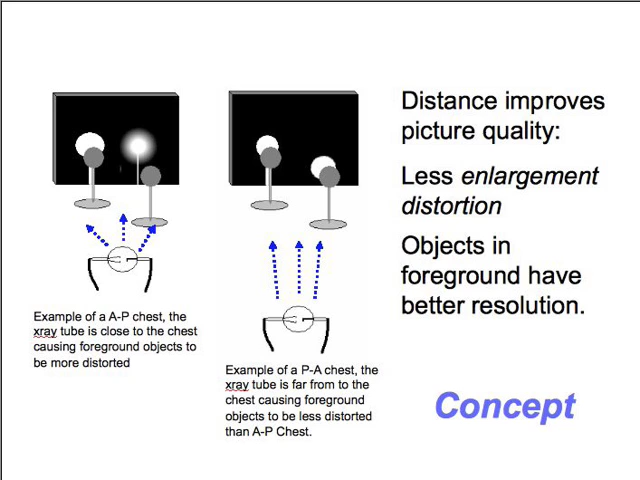 Distance improves
picture quality:
Less enlargement
distortion
Objects in
foreground have
better resolution.
Example of a A-P chest, the
xray tube is close to the chest
causing foreground objects to
be more distorted
Example of a P-A chest, the
xray tube is far from to the
chest causing foreground
objects to be less distorted
than A-P Chest.
Concept